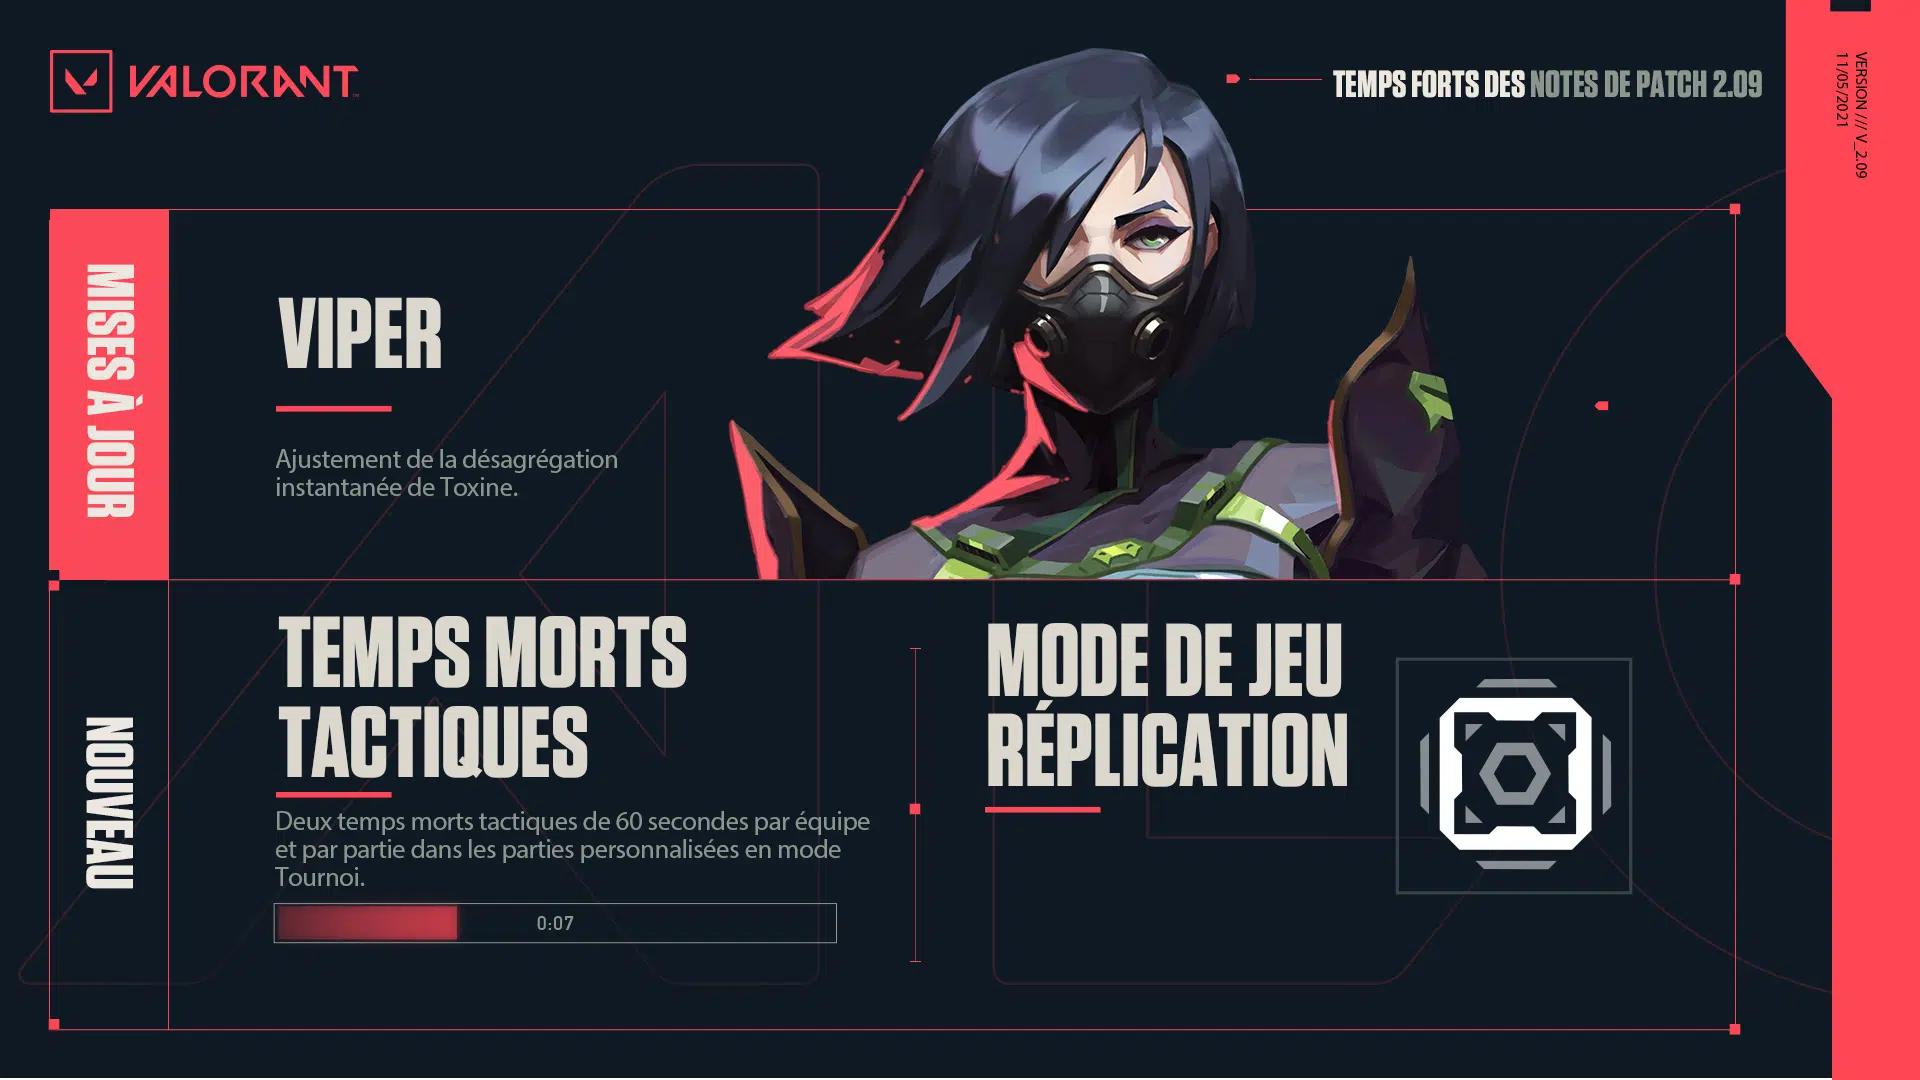 VALORANT
TEMPS FORTS DES NOTES DE PATCH 2.09
VERSION /// V_2.09
11/05/2021
MISES À JOUR
VIPER
Ajustement de la désagrégation
instantanée de Toxine.
NOUVEAU
TEMPS MORTS
TACTIQUES
Deux temps morts tactiques de 60 secondes par équipe
et par partie dans les parties personnalisées en mode
Tournoi.
0:07
MODE DE JEU
RÉPLICATION